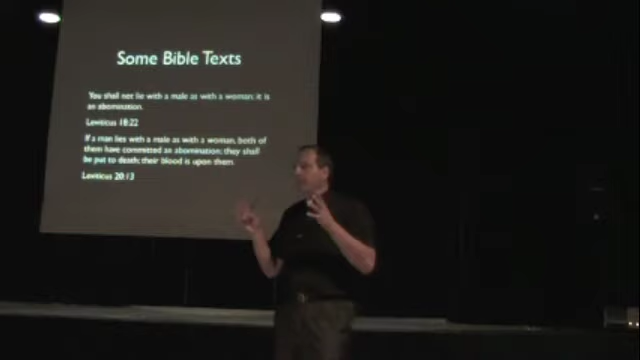 Some Bible Texts
You shall not lie with a male as with a woman; it is
an abomination.
Leviticus 18:22
If a man lies with a male as with a woman, both of
them have committed an abomination; they shall
be put to death; their blood is upon them.
Leviticus 20:13